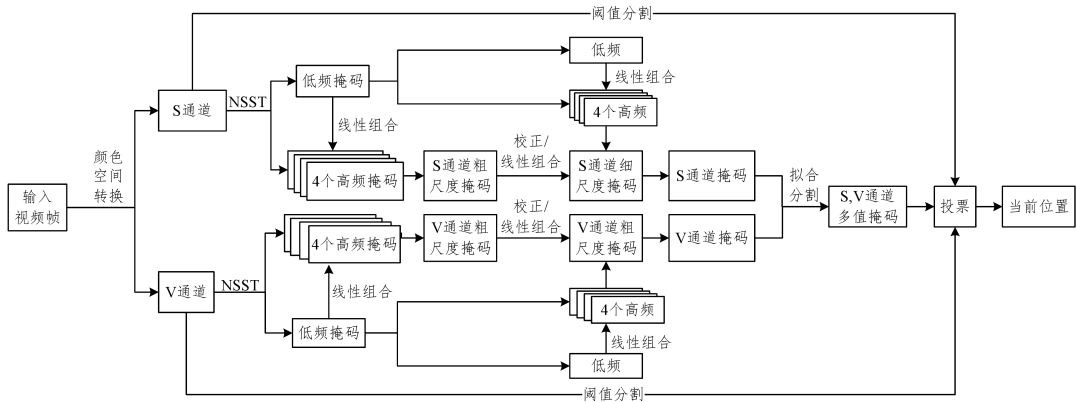 阈值分割
低频
线性组合
低频掩码
4个高频
S通道
NSST
线性组合
校正/
线性组合
颜色
空间
转换
4个高频掩码
S通道粗
尺度掩码
S通道细
尺度掩码
S通道掩码
拟合
分割
输入
视频帧
S,V通道
多值掩码
投票
当前位置
4个高频掩码
V通道粗
尺度掩码
校正/
线性组合
V通道粗
尺度掩码
V通道掩码
V通道
NSST
线性组合
4个高频
低频掩码
线性组合
低频
阈值分割